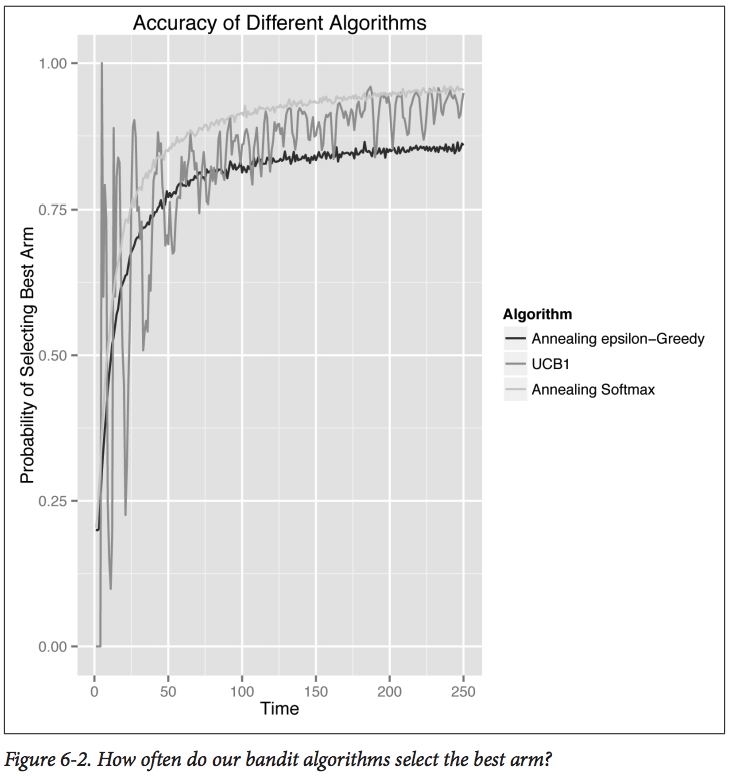 Accuracy of Different Algorithms
1.00
0.75
0.50
0.25
0.00
Probability of Selecting Best Arm
0 50 100 150 200 250
Time
Algorithm
Annealing epsilon−Greedy
UCB1
Annealing Softmax
Figure 6-2. How often do our bandit algorithms select the best arm?